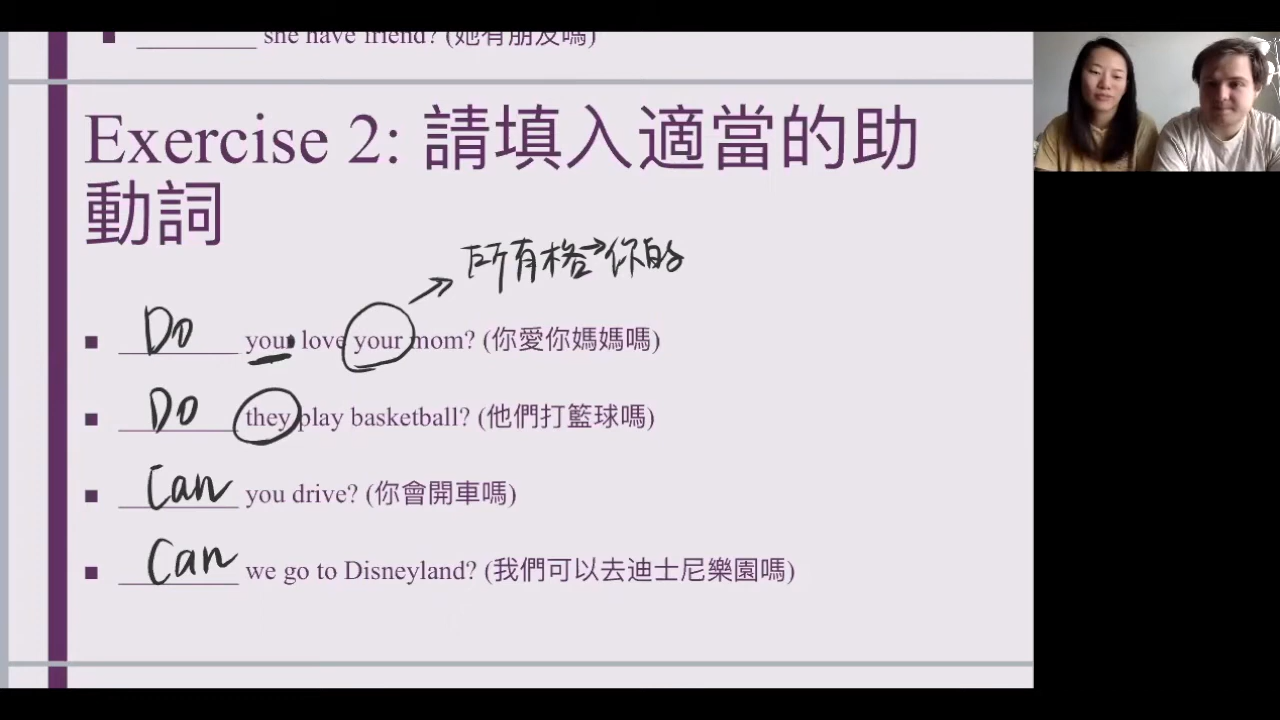 she have friend? (她有朋友嗎)
Exercise 2: 請填入適當的助
動詞
所有格→你的
Do you love your mom? (你愛你媽媽嗎)
Do they play basketball? (他們打籃球嗎)
Can you drive? (你會開車嗎)
Can we go to Disneyland? (我們可以去迪士尼樂園嗎)